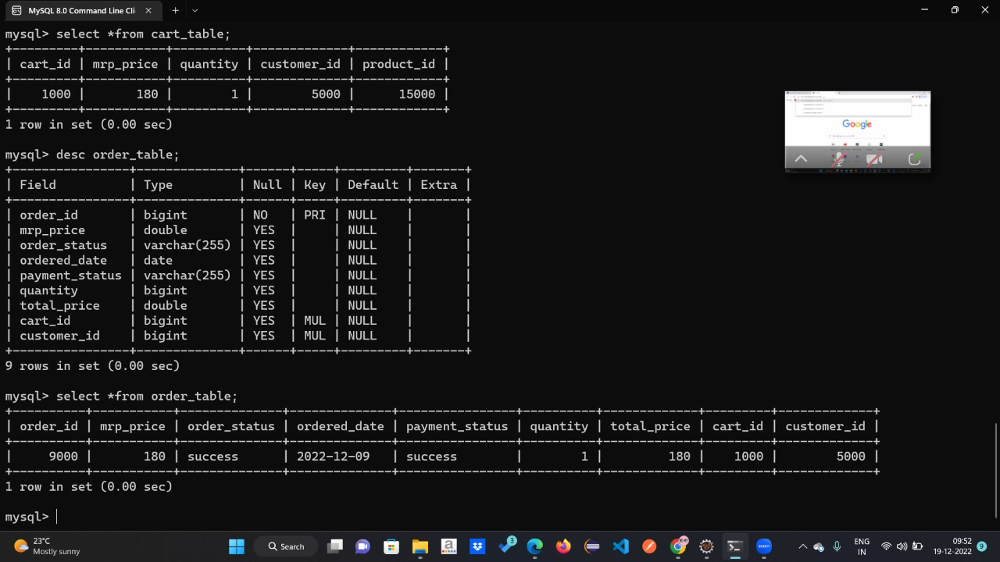 MySQL 8.0 Command Line Cli
mysql> select *from cart_table;
+---------+-----------+----------+-------------+------------+
| cart_id | mrp_price | quantity | customer_id | product_id |
+---------+-----------+----------+-------------+------------+
|    1000 |       180 |        1 |        5000 |      15000 |
+---------+-----------+----------+-------------+------------+
1 row in set (0.00 sec)
mysql> desc order_table;
+----------------+--------------+------+-----+---------+-------+
| Field          | Type         | Null | Key | Default | Extra |
+----------------+--------------+------+-----+---------+-------+
| order_id       | bigint       | NO   | PRI | NULL    |       |
| mrp_price      | double       | YES  |     | NULL    |       |
| order_status   | varchar(255) | YES  |     | NULL    |       |
| ordered_date   | date         | YES  |     | NULL    |       |
| payment_status | varchar(255) | YES  |     | NULL    |       |
| quantity       | bigint       | YES  |     | NULL    |       |
| total_price    | double       | YES  |     | NULL    |       |
| cart_id        | bigint       | YES  | MUL | NULL    |       |
| customer_id    | bigint       | YES  | MUL | NULL    |       |
+----------------+--------------+------+-----+---------+-------+
9 rows in set (0.00 sec)
mysql> select *from order_table;
+----------+-----------+--------------+--------------+----------------+----------+-------------+---------+-------------+
| order_id | mrp_price | order_status | ordered_date | payment_status | quantity | total_price | cart_id | customer_id |
+----------+-----------+--------------+--------------+----------------+----------+-------------+---------+-------------+
|     9000 |       180 | success      | 2022-12-09   | success        |        1 |         180 |    1000 |        5000 |
+----------+-----------+--------------+--------------+----------------+----------+-------------+---------+-------------+
1 row in set (0.00 sec)
mysql>
Google
23°C
Mostly sunny
Search
a
3
zoom
ENG
IN
09:52
19-12-2022
9